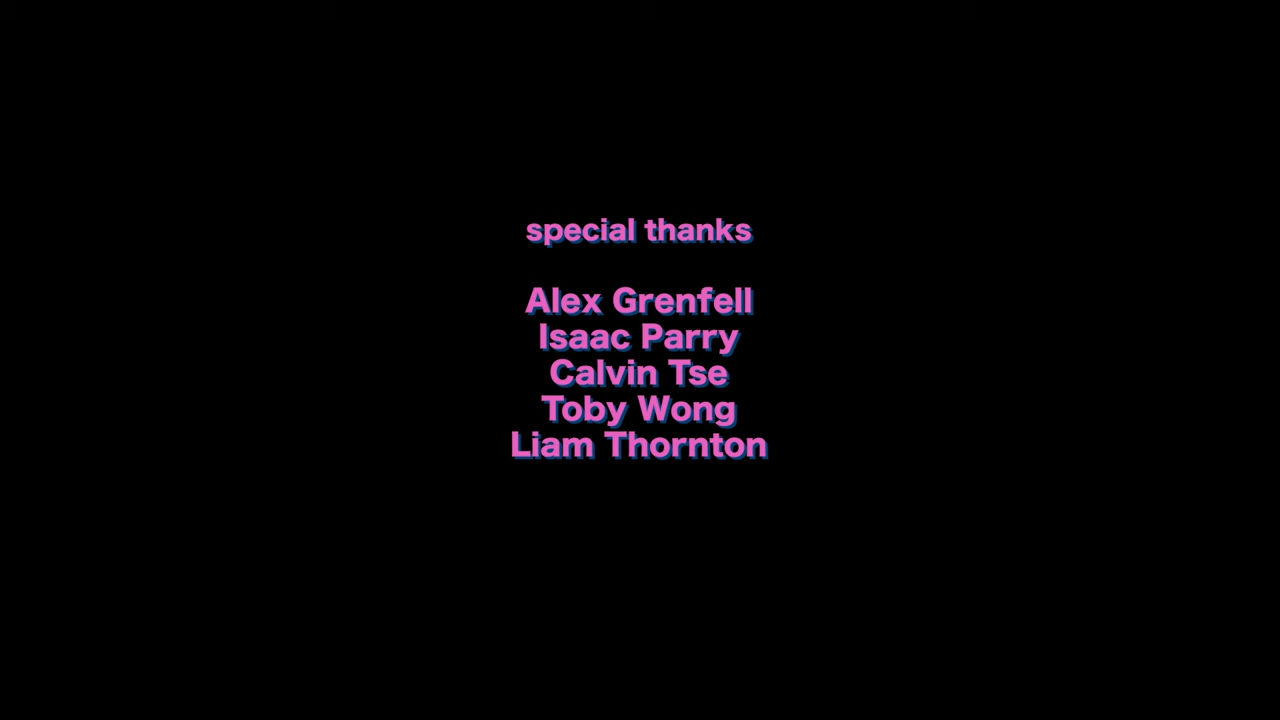 special thanks
Alex Grenfell
Isaac Parry
Calvin Tse
Toby Wong
Liam Thornton